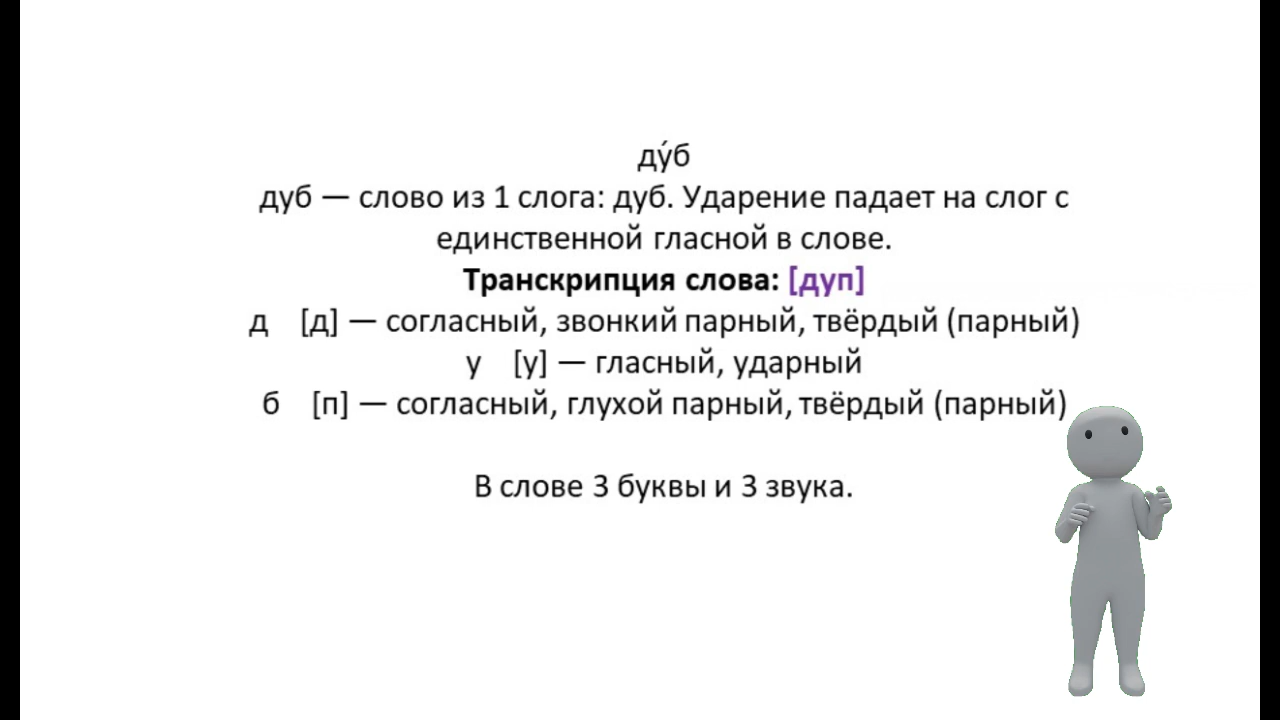 ду́б
дуб — слово из 1 слога: дуб. Ударение падает на слог с
единственной гласной в слове.
Транскрипция слова: [дуп]
д [д] — согласный, звонкий парный, твёрдый (парный)
у [у] — гласный, ударный
б [п] — согласный, глухой парный, твёрдый (парный)
В слове 3 буквы и 3 звука.